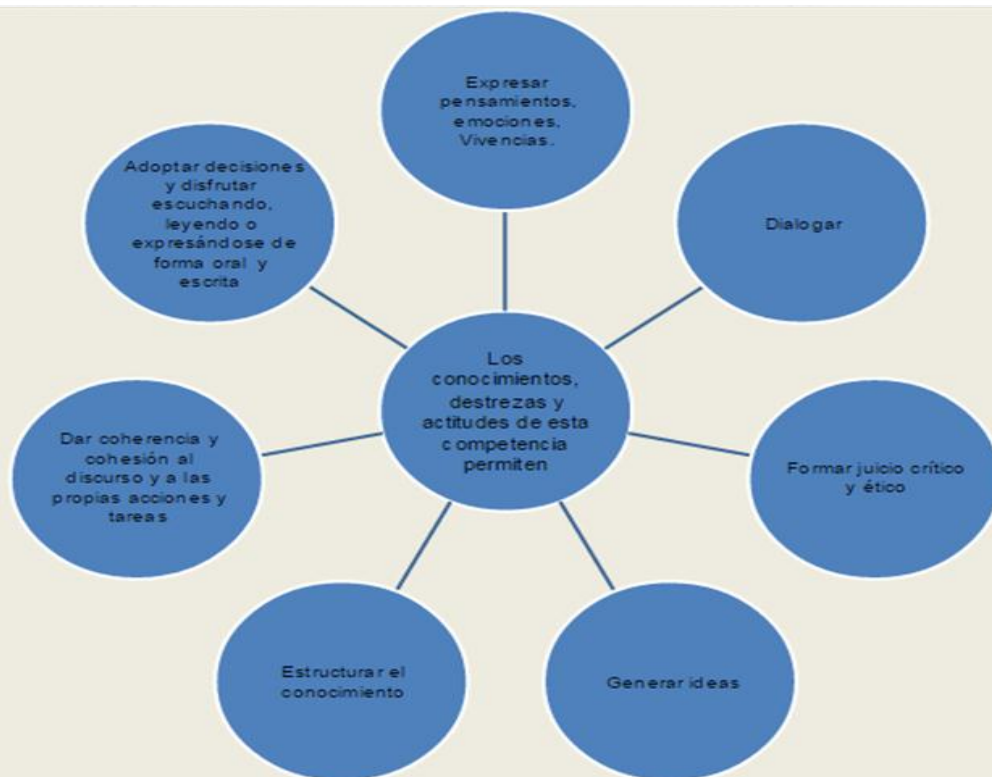 Expresar
pensamientos,
emociones,
Vivencias.
Dialogar
Formar juicio crítico
y ético
Generar ideas
Estructurar el
conocimiento
Dar coherencia y
cohesión al
discurso y a las
propias acciones y
tareas
Adoptar decisiones
y disfrutar
escuchando,
leyendo o
expresándose de
forma oral y
escrita
Los
conocimientos,
destrezas y
actitudes de esta
competencia
permiten